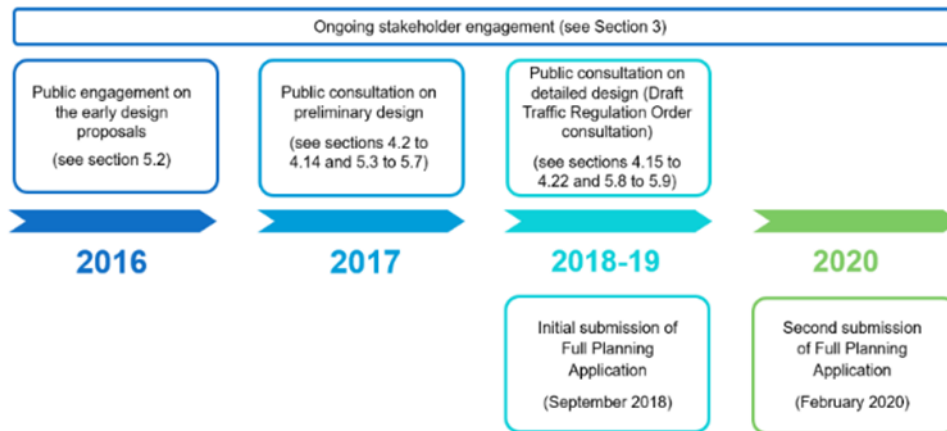 Ongoing stakeholder engagement (see Section 3)
Public engagement on
the early design
proposals
(see section 5.2)
Public consultation on
preliminary design
(see sections 4.2 to
4.14 and 5.3 to 5.7)
Public consultation on
detailed design (Draft
Traffic Regulation Order
consultation)
(see sections 4.15 to
4.22 and 5.8 to 5.9)
2016
2017
2018-19
2020
Initial submission of
Full Planning
Application
(September 2018)
Second submission
of Full Planning
Application
(February 2020)